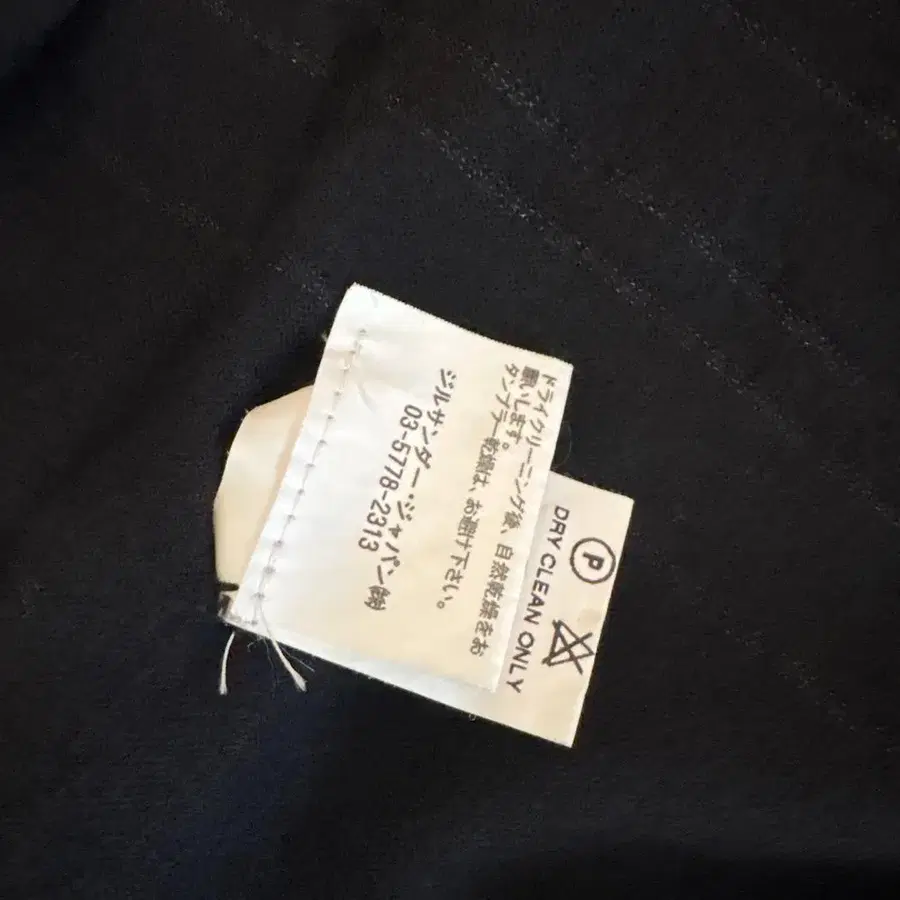 ドライクリーニング後、自然乾燥をお
願いします。
タンブラー乾燥は、お避け下さい。
ジルサンダー・ジャパン㈱
03-5778-2313
P
DRY CLEAN ONLY